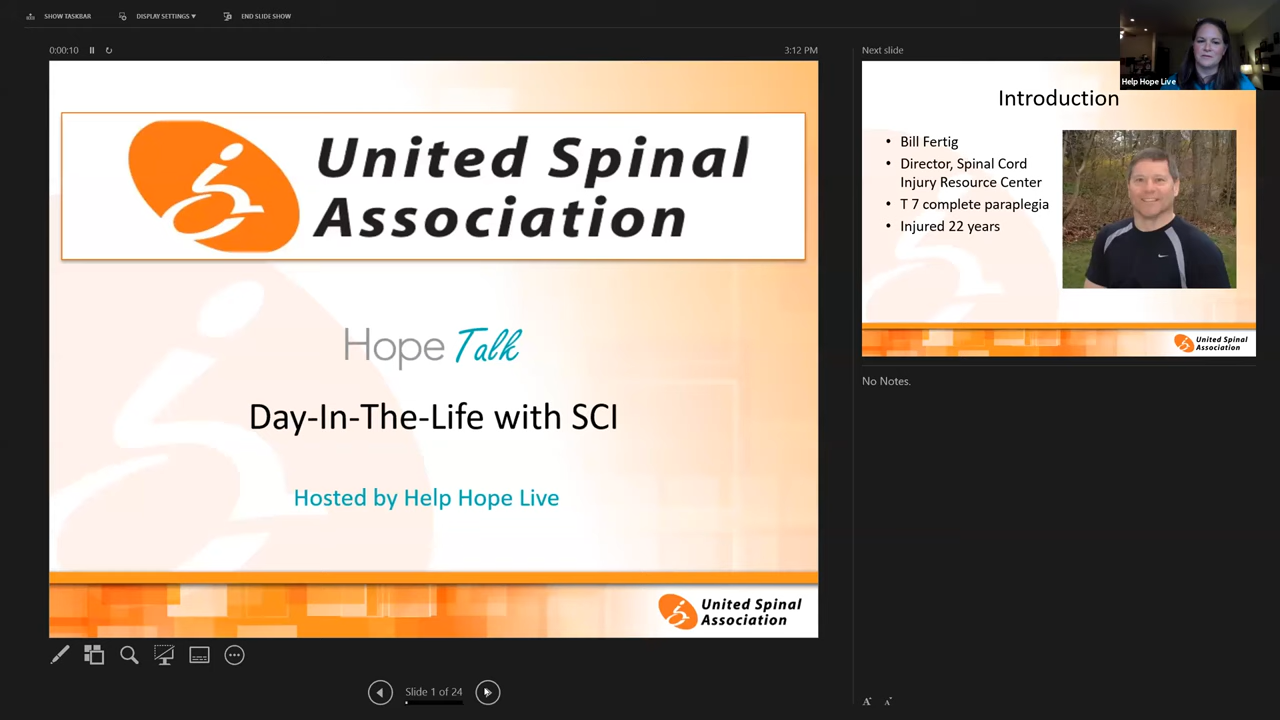 SHOW TASKBAR
DISPLAY SETTINGS ▾
END SLIDE SHOW
0:00:10
3:12 PM
United Spinal
Association
Hope Talk
Day-In-The-Life with SCI
Hosted by Help Hope Live
United Spinal
Association
Slide 1 of 24
Next slide
Help Hope Live
Introduction
• Bill Fertig
• Director, Spinal Cord
Injury Resource Center
• T 7 complete paraplegia
• Injured 22 years
United Spinal
Association
No Notes.
A A